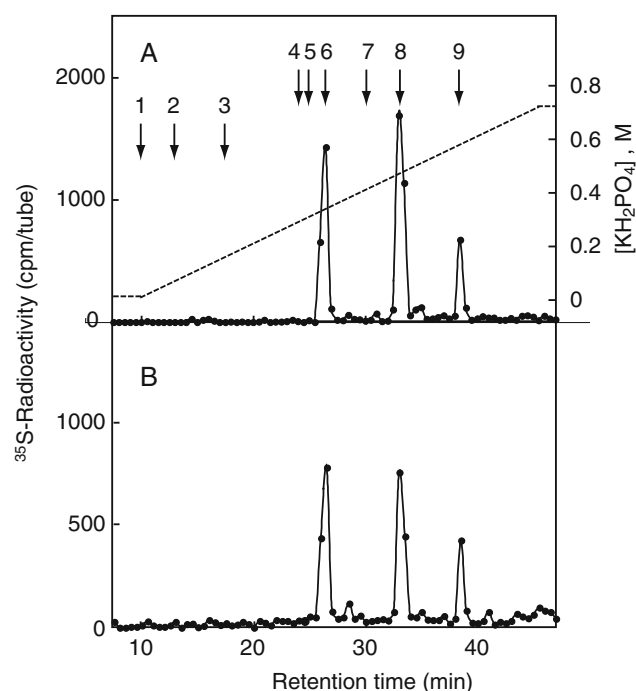 A
4 5 6 7 8 9
1 2 3
2000
1000
0
0.8
0.6
0.4
0.2
0
[KH₂PO₄] , M
³⁵S-Radioactivity (cpm/tube)
B
1000
500
0
10 20 30 40
Retention time (min)